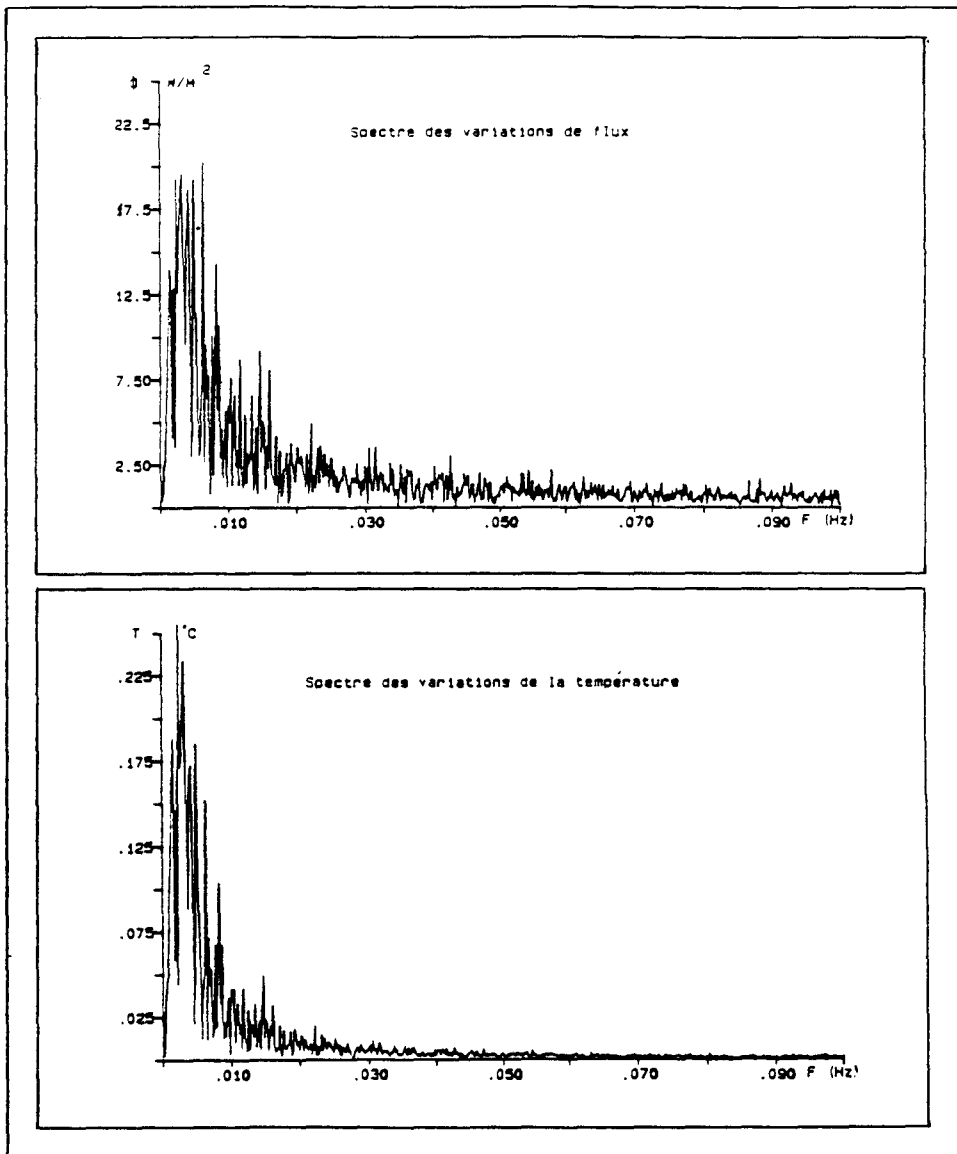 Φ W/M²
22.5
Spectre des variations de flux
17.5
12.5
7.50
2.50
.010 .030 .050 .070 .090 F (Hz)
T °C
.225
Spectre des variations de la température
.175
.125
.075
.025
.010 .030 .050 .070 .090 F (Hz)